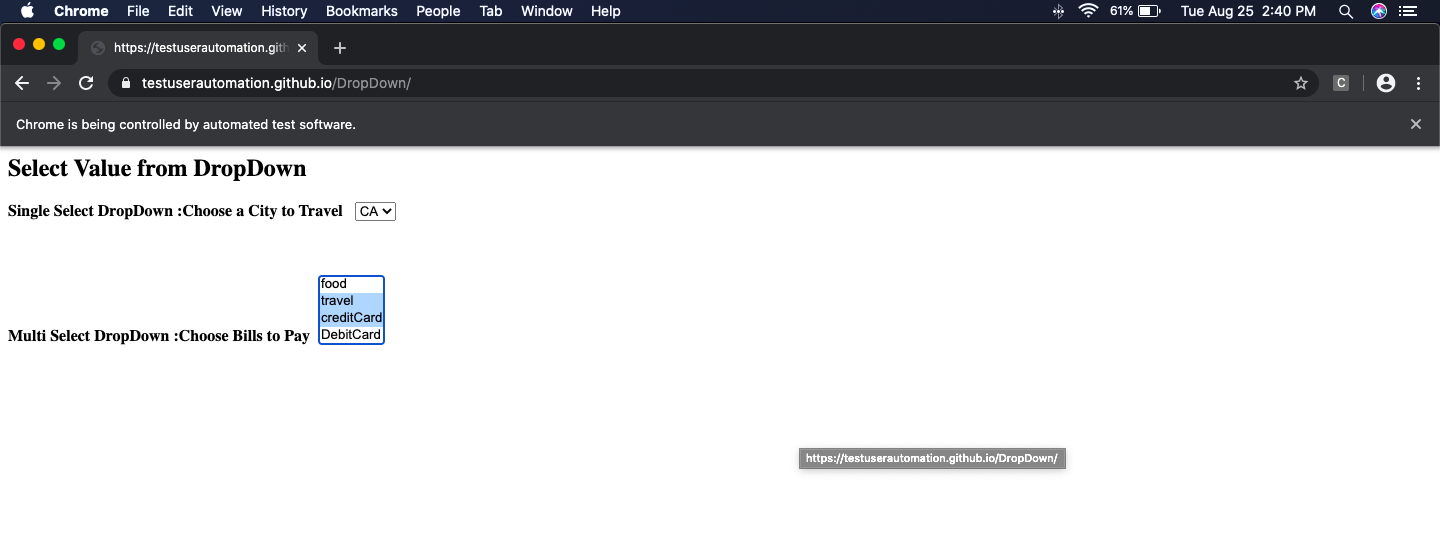 Chrome File Edit View History Bookmarks People Tab Window Help 61% Tue Aug 25 2:40 PM
https://testuserautomation.gith
testuserautomation.github.io/DropDown/ C
Chrome is being controlled by automated test software.
Select Value from DropDown
Single Select DropDown :Choose a City to Travel CA
food
travel
creditCard
Multi Select DropDown :Choose Bills to Pay DebitCard
https://testuserautomation.github.io/DropDown/